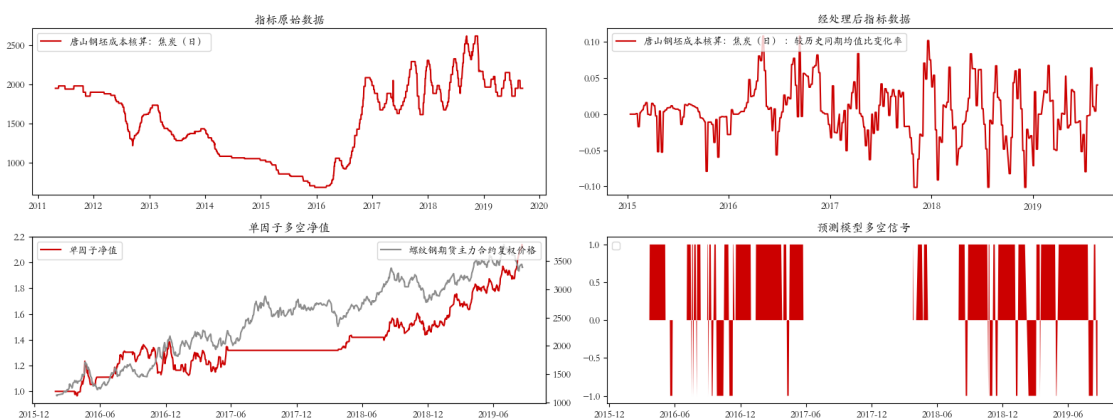 指标原始数据
唐山钢坯成本核算：焦炭（日）
2500
2000
1500
1000
2011 2012 2013 2014 2015 2016 2017 2018 2019 2020
经处理后指标数据
唐山钢坯成本核算：焦炭（日）：较历史同期均值比变化率
0.10
0.05
0.00
−0.05
−0.10
2015 2016 2017 2018 2019
单因子多空净值
单因子净值
螺纹钢期货主力合约复权价格
2.2
2.0
1.8
1.6
1.4
1.2
1.0
3500
3000
2500
2000
1500
1000
2015-12 2016-06 2016-12 2017-06 2017-12 2018-06 2018-12 2019-06
预测模型多空信号
1.0
0.5
0.0
−0.5
−1.0
2015-12 2016-06 2016-12 2017-06 2017-12 2018-06 2018-12 2019-06